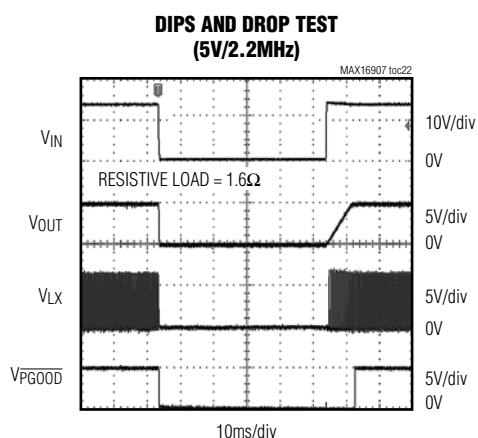 DIPS AND DROP TEST
(5V/2.2MHz)
MAX16907 toc22
VIN
10V/div
0V
RESISTIVE LOAD = 1.6Ω
VOUT
5V/div
0V
VLX
5V/div
0V
VPGOOD
5V/div
0V
10ms/div